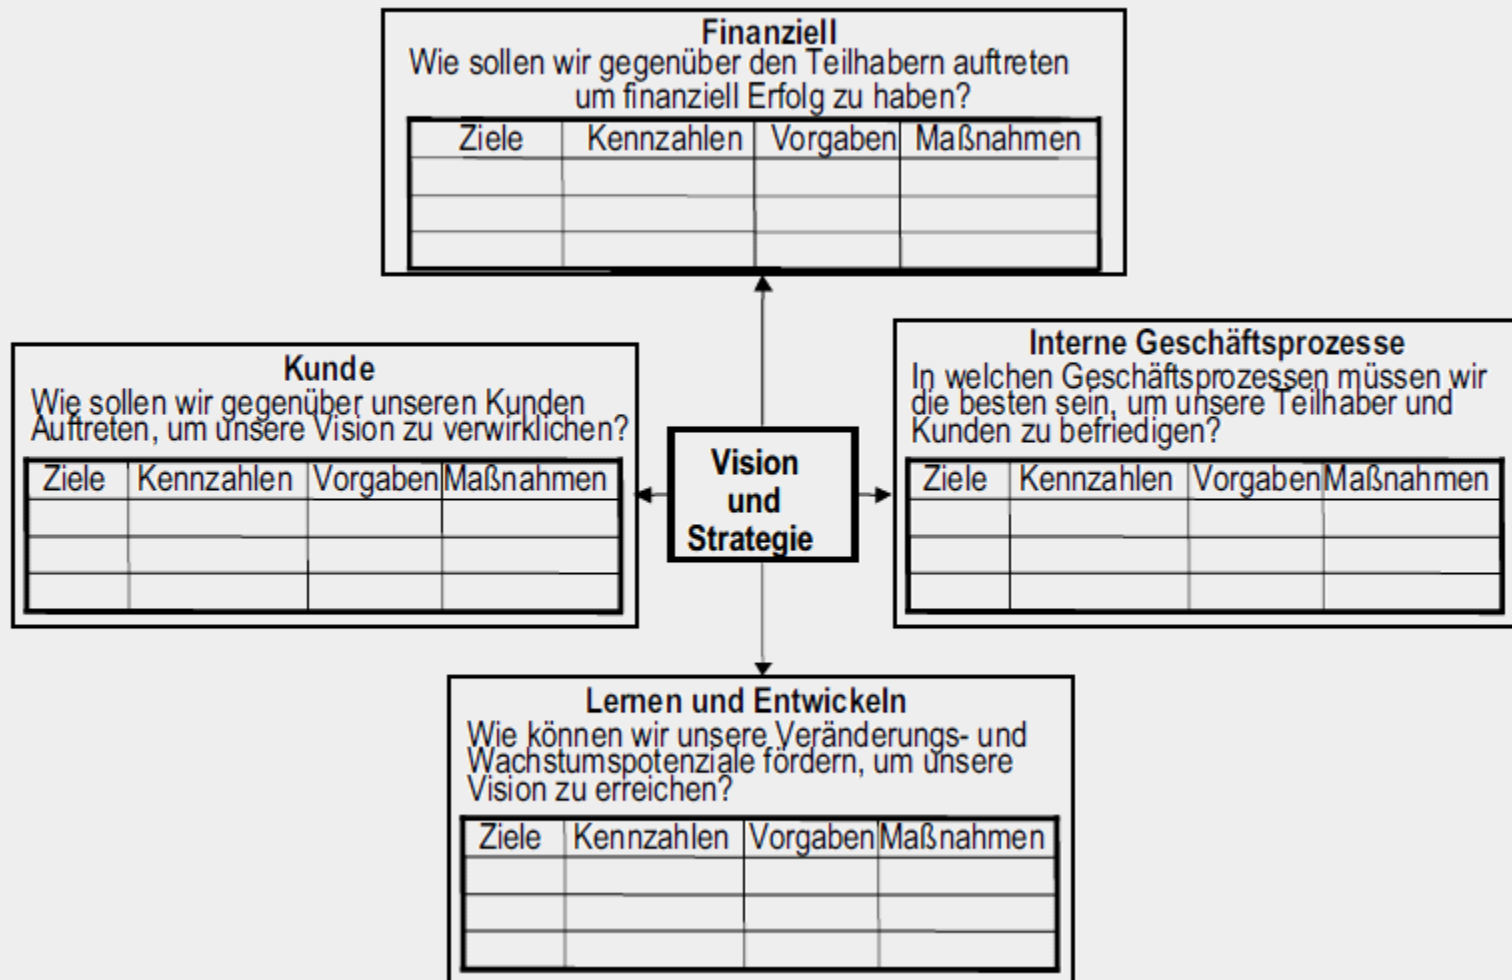 Finanziell
Wie sollen wir gegenüber den Teilhabern auftreten
um finanziell Erfolg zu haben?
Ziele Kennzahlen Vorgaben Maßnahmen
Kunde
Wie sollen wir gegenüber unseren Kunden
Auftreten, um unsere Vision zu verwirklichen?
Ziele Kennzahlen Vorgaben Maßnahmen
Vision
und
Strategie
Interne Geschäftsprozesse
In welchen Geschäftsprozessen müssen wir
die besten sein, um unsere Teilhaber und
Kunden zu befriedigen?
Ziele Kennzahlen Vorgaben Maßnahmen
Lernen und Entwickeln
Wie können wir unsere Veränderungs- und
Wachstumspotenziale fördern, um unsere
Vision zu erreichen?
Ziele Kennzahlen Vorgaben Maßnahmen